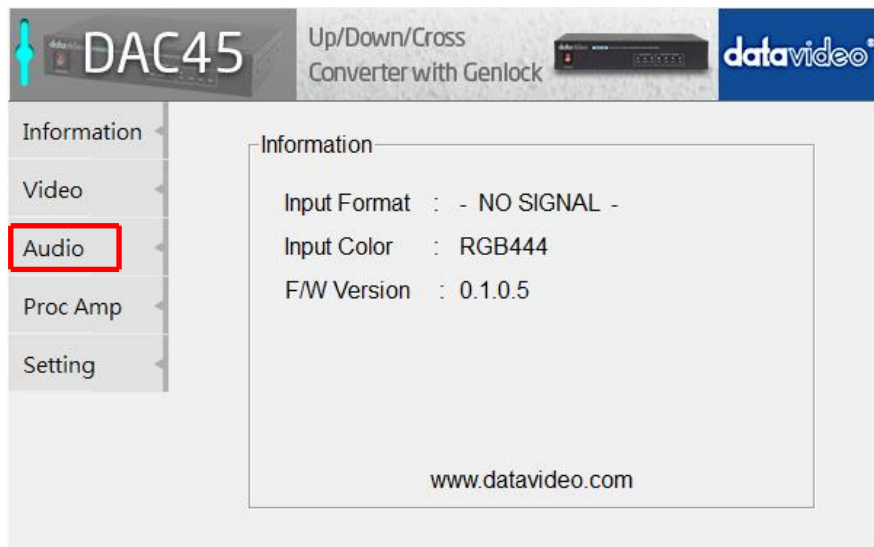 DAC45
Up/Down/Cross
Converter with Genlock
datavideo®
Information
Video
Audio
Proc Amp
Setting
Information
Input Format : - NO SIGNAL -
Input Color : RGB444
F/W Version : 0.1.0.5
www.datavideo.com